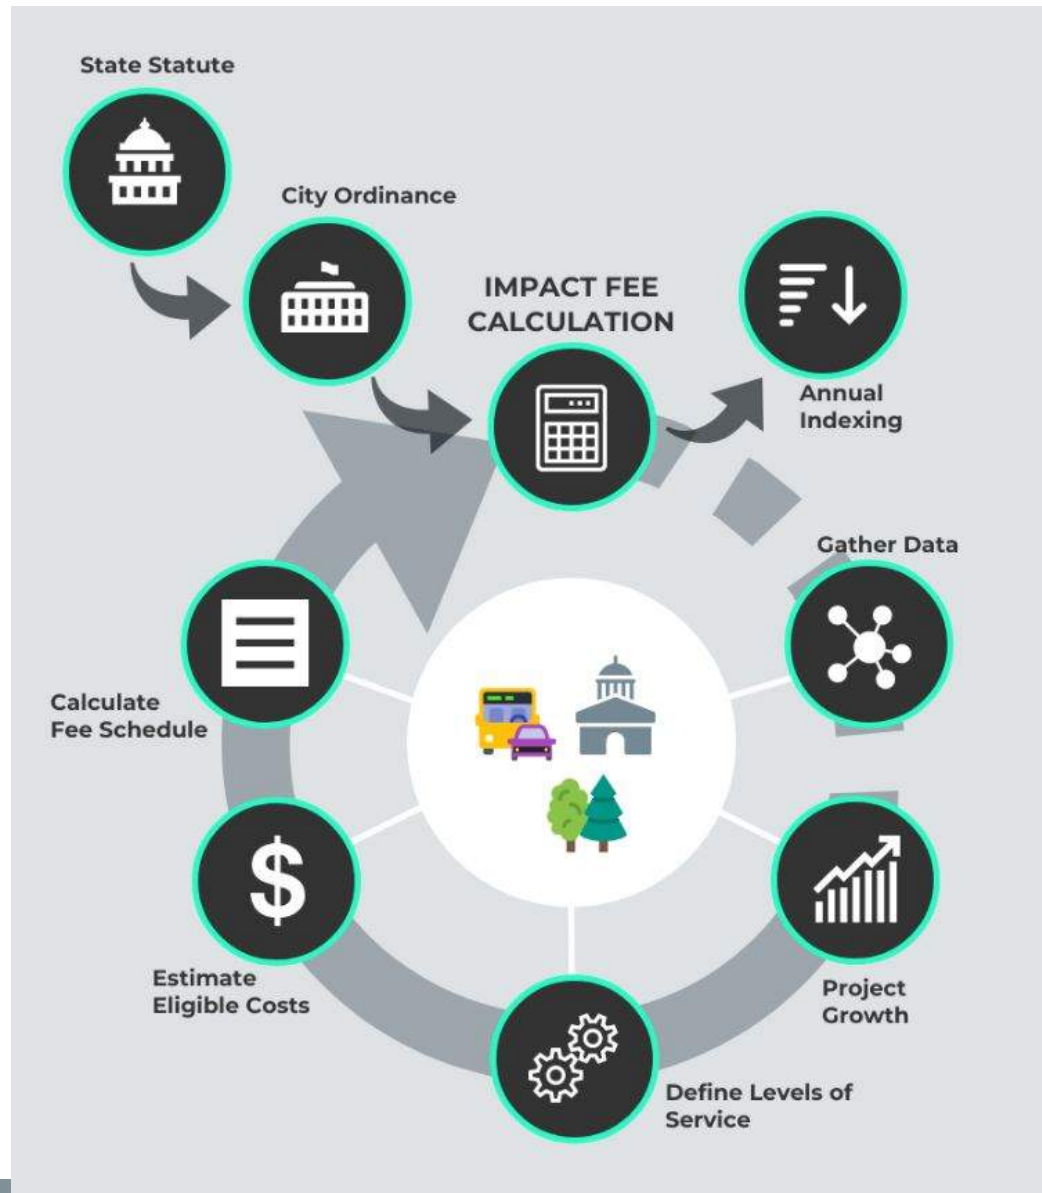 State Statute
City Ordinance
IMPACT FEE
CALCULATION
Annual
Indexing
Gather Data
Project
Growth
Define Levels of
Service
Estimate
Eligible Costs
$
Calculate
Fee Schedule